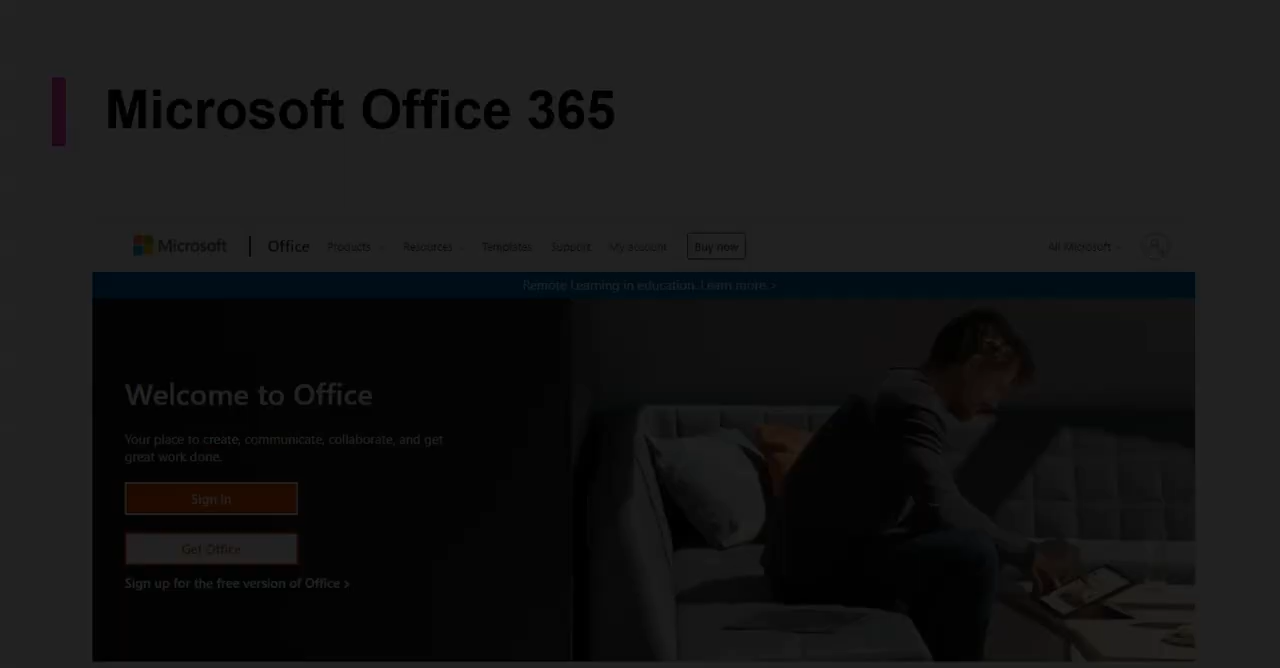 Microsoft Office 365
Microsoft | Office Products Resources Templates Support My account Buy now All Microsoft
Remote Learning in education. Learn more. >
Welcome to Office
Your place to create, communicate, collaborate, and get
great work done.
Sign In
Get Office
Sign up for the free version of Office >